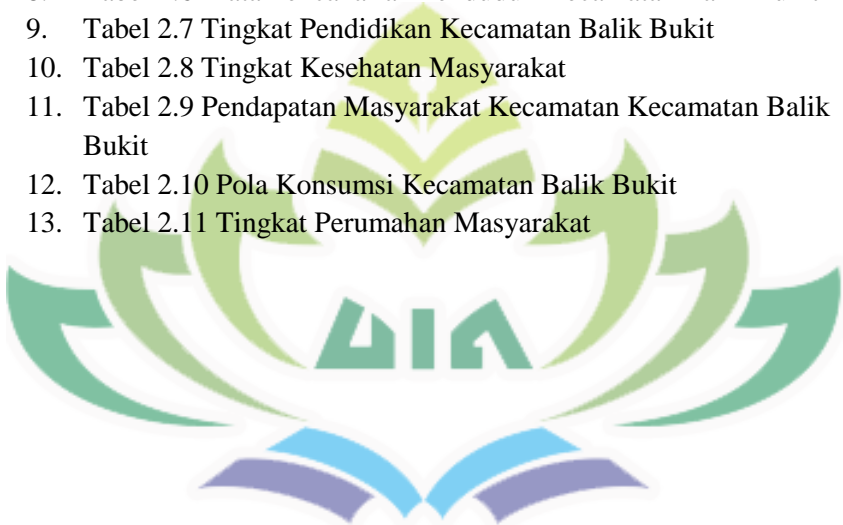 9. Tabel 2.7 Tingkat Pendidikan Kecamatan Balik Bukit
10. Tabel 2.8 Tingkat Kesehatan Masyarakat
11. Tabel 2.9 Pendapatan Masyarakat Kecamatan Kecamatan Balik
Bukit
12. Tabel 2.10 Pola Konsumsi Kecamatan Balik Bukit
13. Tabel 2.11 Tingkat Perumahan Masyarakat